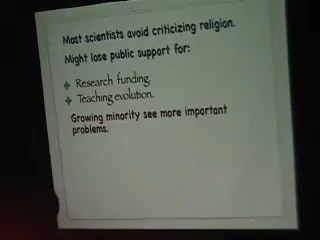 Most scientists avoid criticizing religion.
Might lose public support for:
Research funding,
Teaching evolution.
Growing minority see more important
problems.